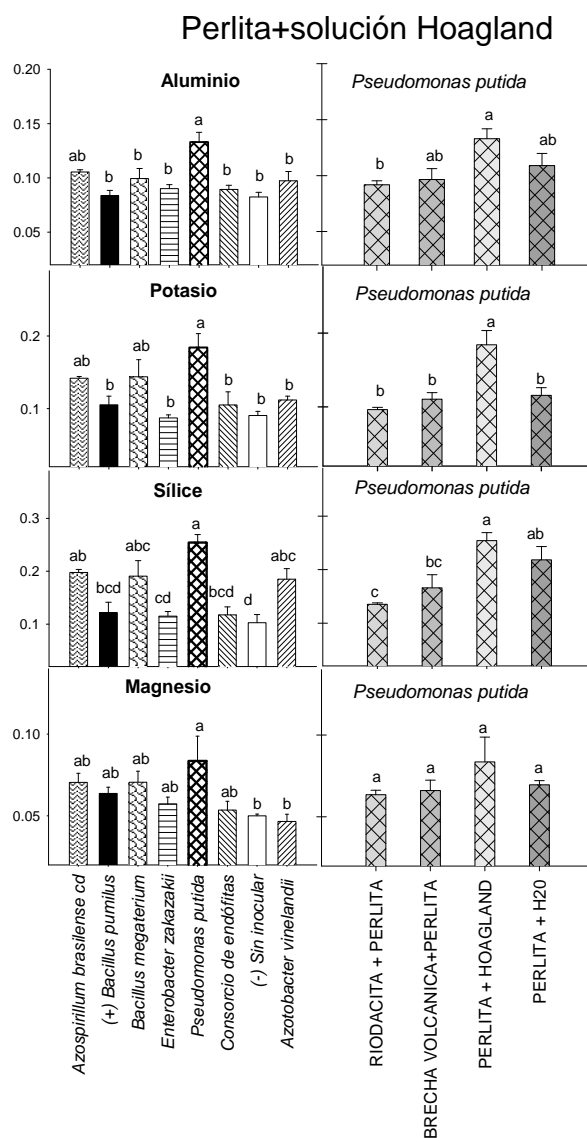 Perlita+solución Hoagland
0.20
Aluminio
Pseudomonas putida
0.15
0.10
0.05
ab
b
b
b
a
b
b
b
b
ab
a
ab
Potasio
Pseudomonas putida
0.2
0.1
ab
b
ab
b
a
b
b
b
b
b
a
b
Sílice
Pseudomonas putida
0.3
0.2
0.1
ab
bcd
abc
cd
a
bcd
d
abc
c
bc
a
ab
Magnesio
Pseudomonas putida
0.10
0.05
ab
ab
ab
ab
a
ab
b
b
a
a
a
a
Azospirillum brasilense cd
(+) Bacillus pumilus
Bacillus megaterium
Enterobacter zakazakii
Pseudomonas putida
Consorcio de endófitas
(-) Sin inocular
Azotobacter vinelandii
RIODACITA + PERLITA
BRECHA VOLCANICA+PERLITA
PERLITA + HOAGLAND
PERLITA + H20